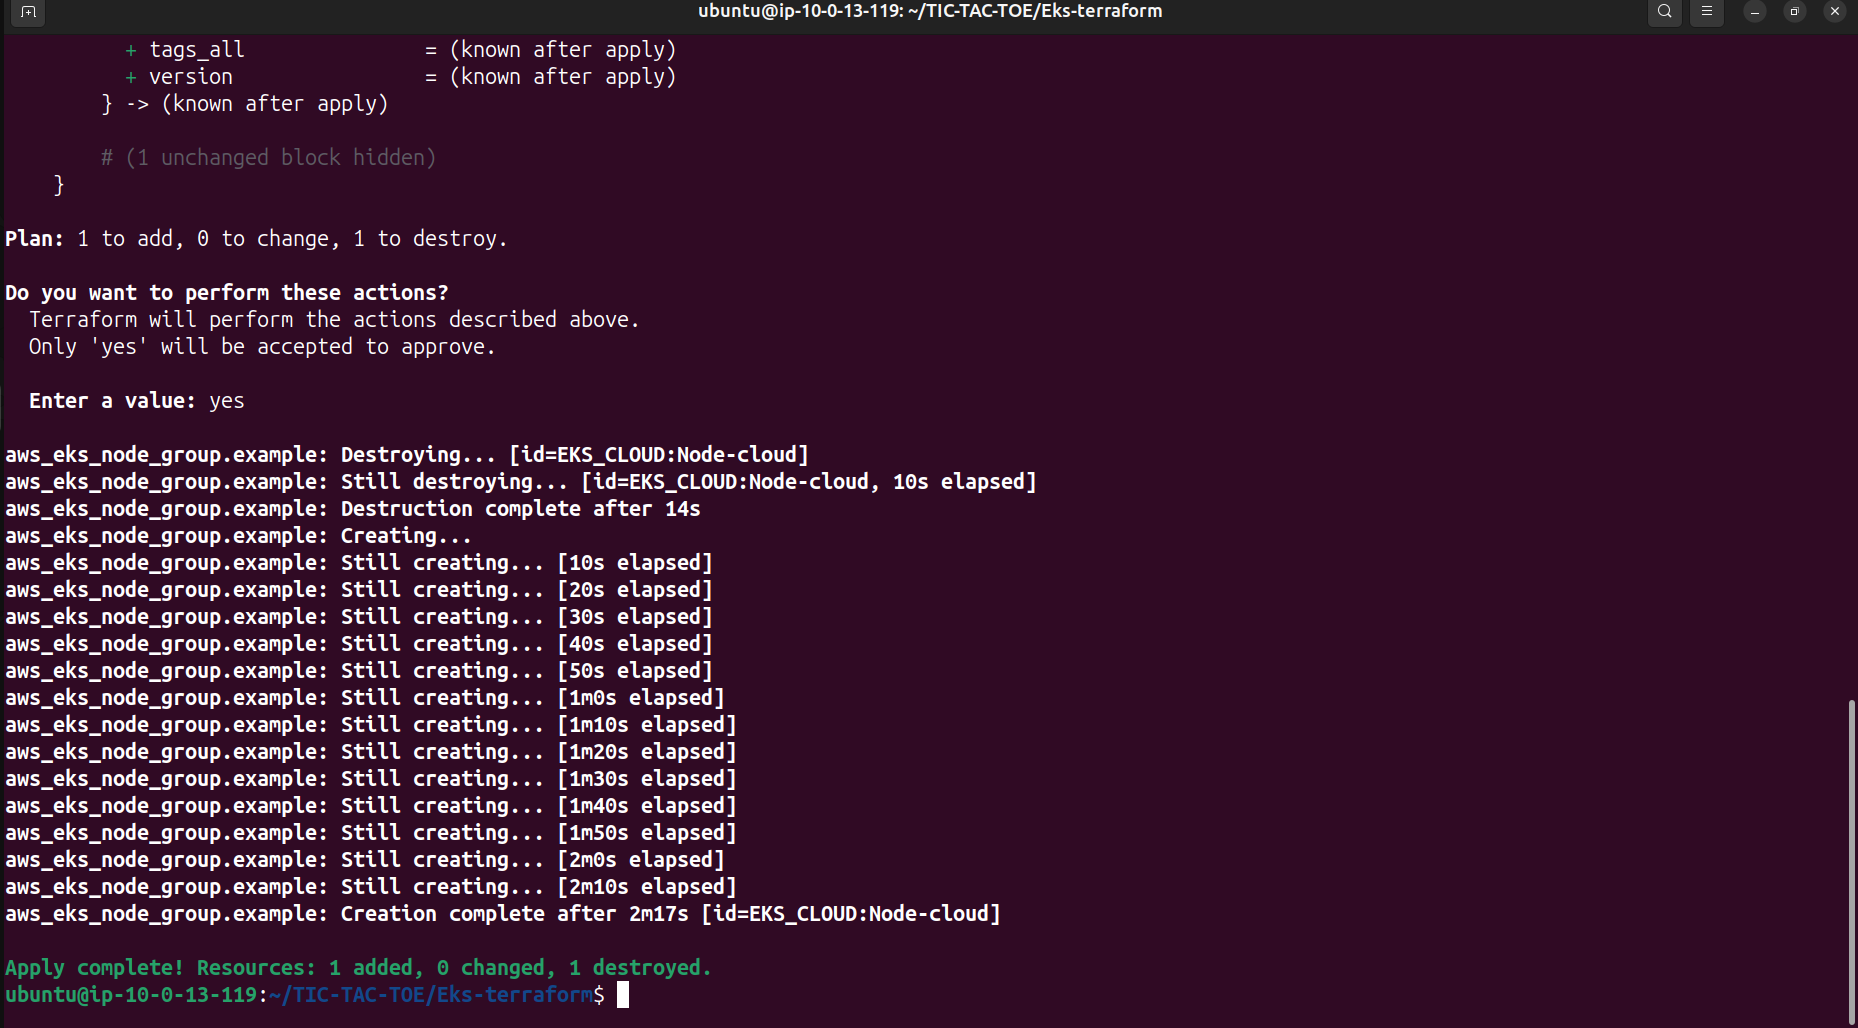 ubuntu@ip-10-0-13-119: ~/TIC-TAC-TOE/Eks-terraform
+ tags_all = (known after apply)
+ version = (known after apply)
} -> (known after apply)
# (1 unchanged block hidden)
}
Plan: 1 to add, 0 to change, 1 to destroy.
Do you want to perform these actions?
Terraform will perform the actions described above.
Only 'yes' will be accepted to approve.
Enter a value: yes
aws_eks_node_group.example: Destroying... [id=EKS_CLOUD:Node-cloud]
aws_eks_node_group.example: Still destroying... [id=EKS_CLOUD:Node-cloud, 10s elapsed]
aws_eks_node_group.example: Destruction complete after 14s
aws_eks_node_group.example: Creating...
aws_eks_node_group.example: Still creating... [10s elapsed]
aws_eks_node_group.example: Still creating... [20s elapsed]
aws_eks_node_group.example: Still creating... [30s elapsed]
aws_eks_node_group.example: Still creating... [40s elapsed]
aws_eks_node_group.example: Still creating... [50s elapsed]
aws_eks_node_group.example: Still creating... [1m0s elapsed]
aws_eks_node_group.example: Still creating... [1m10s elapsed]
aws_eks_node_group.example: Still creating... [1m20s elapsed]
aws_eks_node_group.example: Still creating... [1m30s elapsed]
aws_eks_node_group.example: Still creating... [1m40s elapsed]
aws_eks_node_group.example: Still creating... [1m50s elapsed]
aws_eks_node_group.example: Still creating... [2m0s elapsed]
aws_eks_node_group.example: Still creating... [2m10s elapsed]
aws_eks_node_group.example: Creation complete after 2m17s [id=EKS_CLOUD:Node-cloud]
Apply complete! Resources: 1 added, 0 changed, 1 destroyed.
ubuntu@ip-10-0-13-119:~/TIC-TAC-TOE/Eks-terraform$